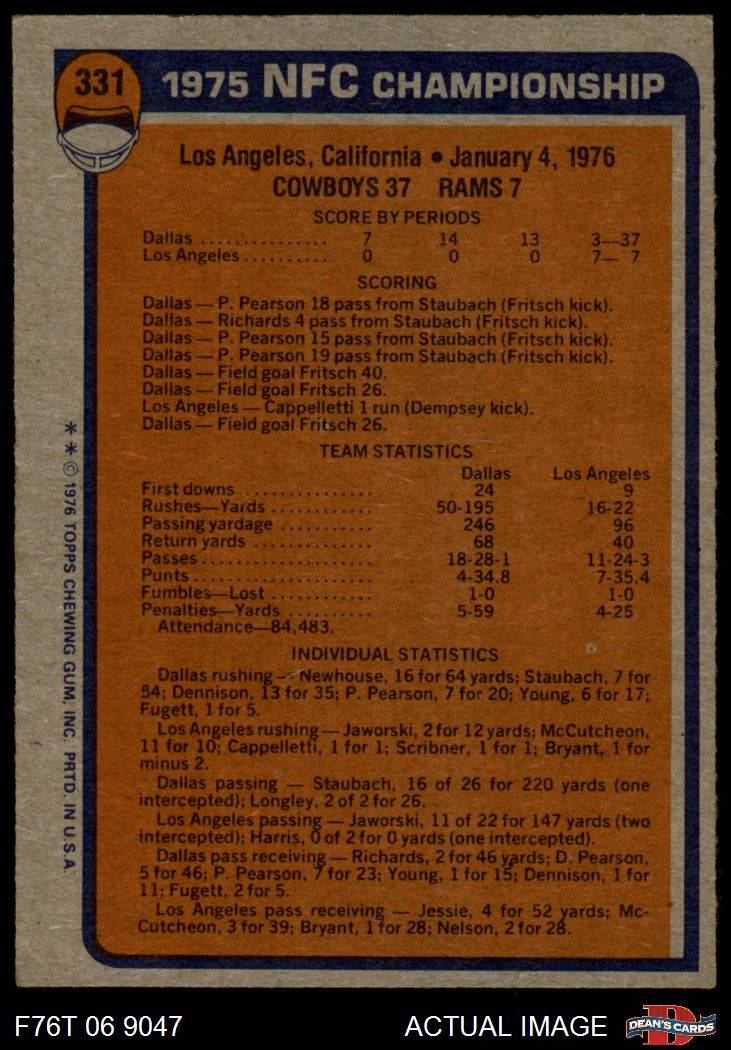 331
1975 NFC CHAMPIONSHIP
Los Angeles, California • January 4, 1976
COWBOYS 37 RAMS 7
SCORE BY PERIODS
Dallas ............... 7 14 13 3—37
Los Angeles .......... 0 0 0 7— 7
SCORING
Dallas — P. Pearson 18 pass from Staubach (Fritsch kick).
Dallas — Richards 4 pass from Staubach (Fritsch kick).
Dallas — P. Pearson 15 pass from Staubach (Fritsch kick).
Dallas — P. Pearson 19 pass from Staubach (Fritsch kick).
Dallas — Field goal Fritsch 40.
Dallas — Field goal Fritsch 26.
Los Angeles — Cappelletti 1 run (Dempsey kick).
Dallas — Field goal Fritsch 26.
TEAM STATISTICS
Dallas Los Angeles
First downs ............... 24 9
Rushes—Yards ............. 50-195 16-22
Passing yardage ........... 246 96
Return yards .............. 68 40
Passes .................... 18-28-1 11-24-3
Punts ..................... 4-34.8 7-35.4
Fumbles—Lost ............. 1-0 1-0
Penalties—Yards .......... 5-59 4-25
Attendance—84,483.
INDIVIDUAL STATISTICS
Dallas rushing — Newhouse, 16 for 64 yards; Staubach, 7 for
54; Dennison, 13 for 35; P. Pearson, 7 for 20; Young, 6 for 17;
Fugett, 1 for 5.
Los Angeles rushing — Jaworski, 2 for 12 yards; McCutcheon,
11 for 10; Cappelletti, 1 for 1; Scribner, 1 for 1; Bryant, 1 for
minus 2.
Dallas passing — Staubach, 16 of 26 for 220 yards (one
intercepted); Longley, 2 of 2 for 26.
Los Angeles passing — Jaworski, 11 of 22 for 147 yards (two
intercepted); Harris, 0 of 2 for 0 yards (one intercepted).
Dallas pass receiving — Richards, 2 for 46 yards; D. Pearson,
5 for 46; P. Pearson, 7 for 23; Young, 1 for 15; Dennison, 1 for
11; Fugett, 2 for 5.
Los Angeles pass receiving — Jessie, 4 for 52 yards; Mc-
Cutcheon, 3 for 39; Bryant, 1 for 28; Nelson, 2 for 28.
* * © 1976 TOPPS CHEWING GUM, INC. PRTD. IN U.S.A.
F76T 06 9047
ACTUAL IMAGE
DEAN'S CARDS